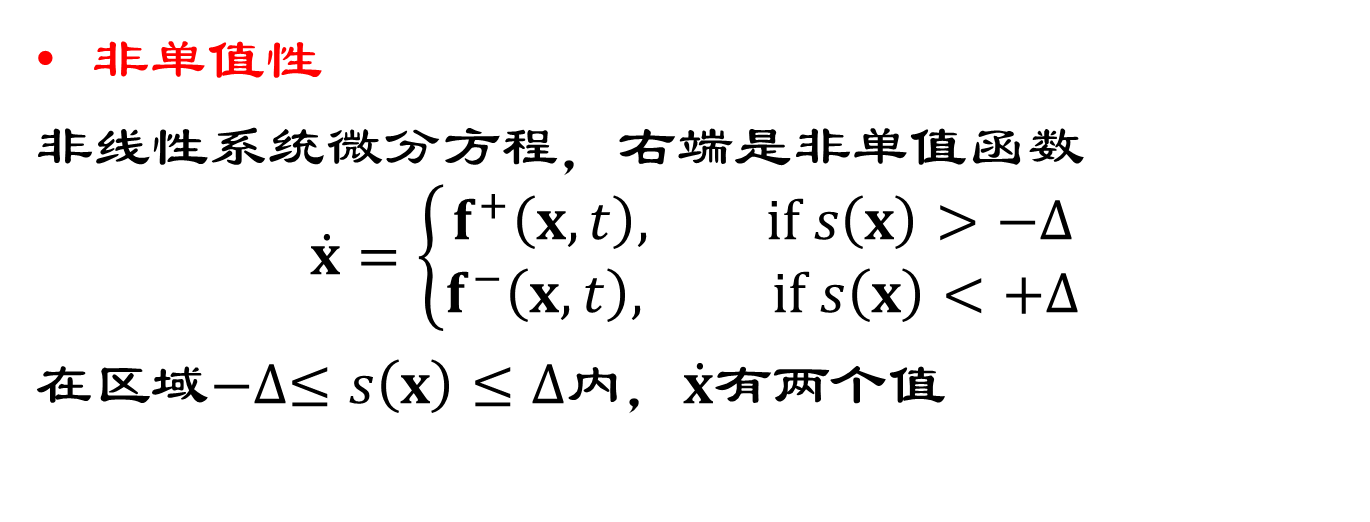 • 非单值性
非线性系统微分方程，右端是非单值函数
ẋ = { f⁺(x, t), if s(x) > −Δ
f⁻(x, t), if s(x) < +Δ
在区域−Δ≤ s(x) ≤ Δ内，ẋ有两个值